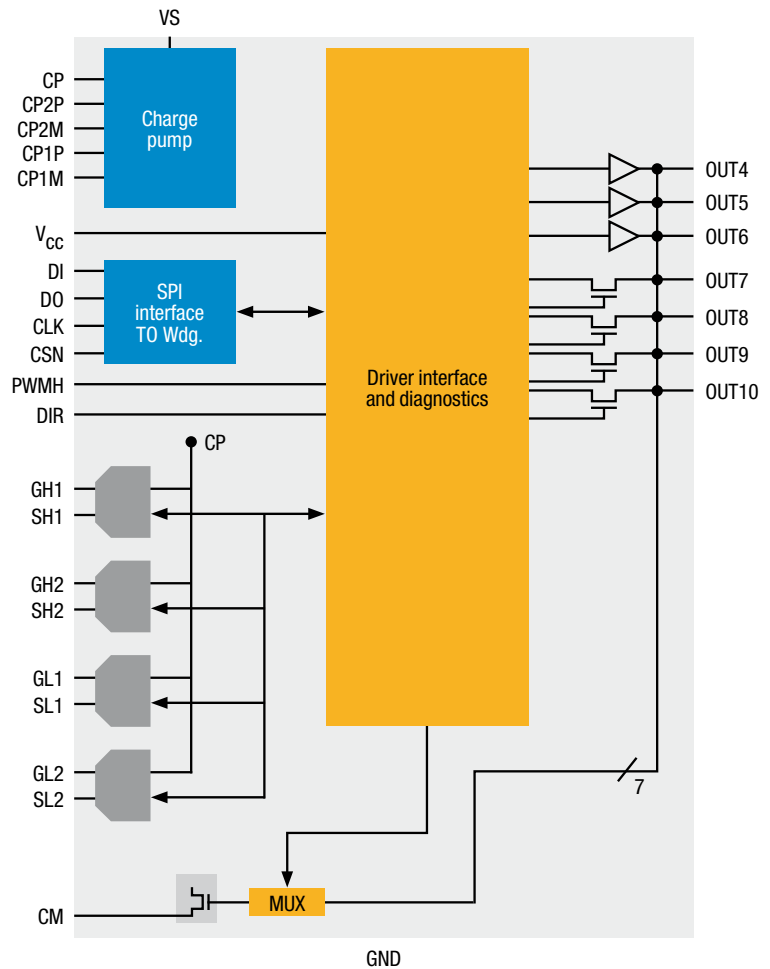 VS
CP
CP2P
CP2M
CP1P
CP1M
Charge
pump
VCC
DI
DO
CLK
CSN
SPI
interface
TO Wdg.
PWMH
DIR
Driver interface
and diagnostics
OUT4
OUT5
OUT6
OUT7
OUT8
OUT9
OUT10
CP
GH1
SH1
GH2
SH2
GL1
SL1
GL2
SL2
7
MUX
CM
GND